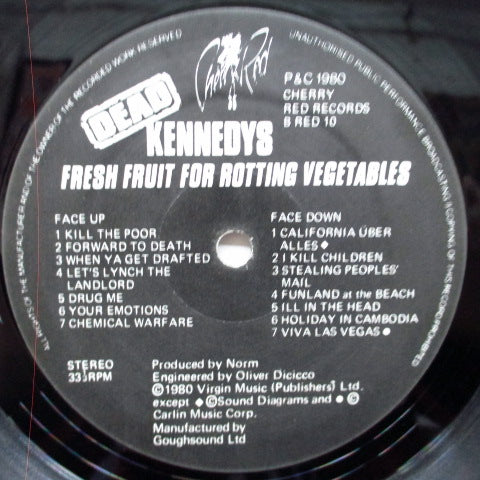 ALL RIGHTS OF THE MANUFACTURER AND OF THE OWNER OF THE RECORDED WORK RESERVED
UNAUTHORISED PUBLIC PERFORMANCE BROADCASTING & COPYING OF THIS RECORD PROHIBITED
Cherry Red
P&C 1980
CHERRY
RED RECORDS
B RED 10
DEAD
KENNEDYS
FRESH FRUIT FOR ROTTING VEGETABLES
FACE UP
1 KILL THE POOR
2 FORWARD TO DEATH
3 WHEN YA GET DRAFTED
4 LET'S LYNCH THE
LANDLORD
5 DRUG ME
6 YOUR EMOTIONS
7 CHEMICAL WARFARE
FACE DOWN
1 CALIFORNIA ÜBER
ALLES ◆
2 I KILL CHILDREN
3 STEALING PEOPLES'
MAIL
4 FUNLAND at the BEACH
5 ILL IN THE HEAD
6 HOLIDAY IN CAMBODIA
7 VIVA LAS VEGAS ●
STEREO
33⅓RPM
Produced by Norm
Engineered by Oliver Dicicco
©1980 Virgin Music (Publishers) Ltd.
except ◆ ©Sound Diagrams and ● ©
Carlin Music Corp.
Manufactured by
Goughsound Ltd